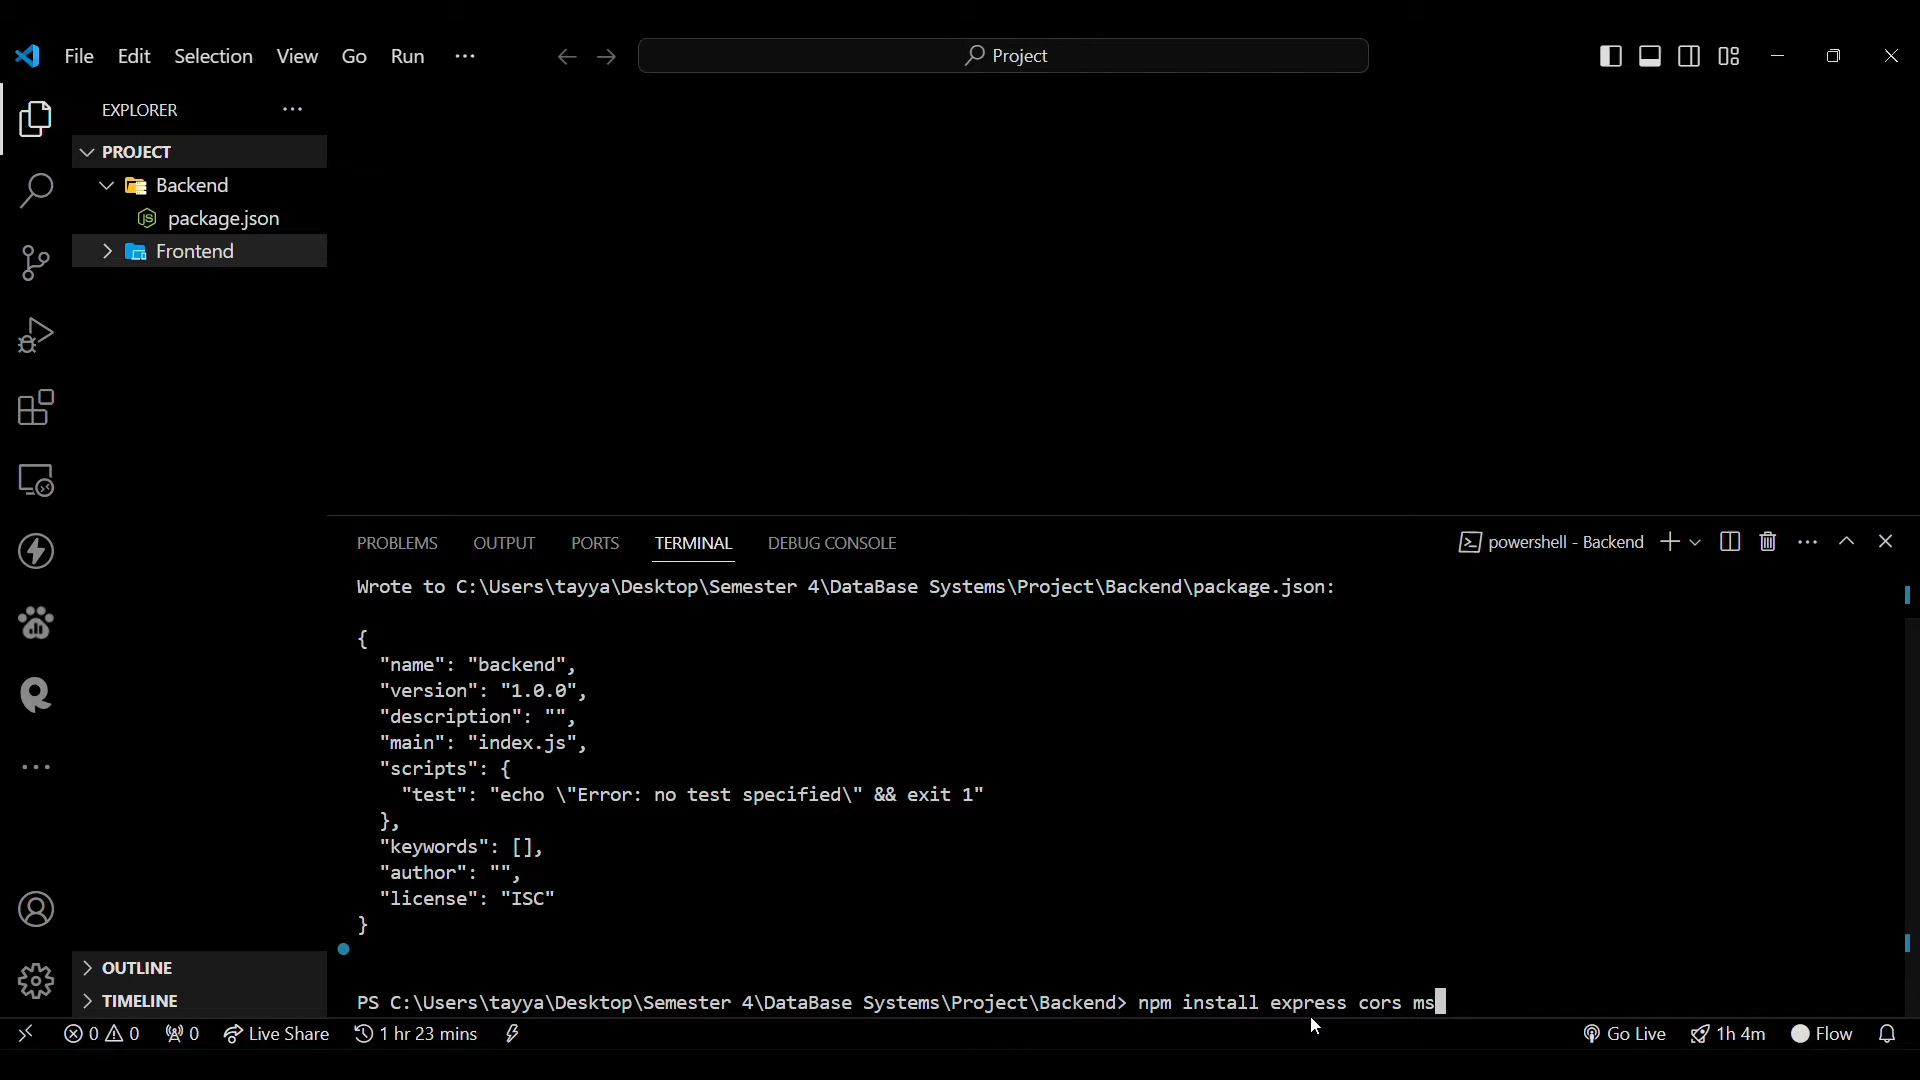 File Edit Selection View Go Run ··· Project
EXPLORER ···
PROJECT
Backend
package.json
Frontend
PROBLEMS OUTPUT PORTS TERMINAL DEBUG CONSOLE powershell - Backend
Wrote to C:\Users\tayya\Desktop\Semester 4\DataBase Systems\Project\Backend\package.json:
{
"name": "backend",
"version": "1.0.0",
"description": "",
"main": "index.js",
"scripts": {
"test": "echo \"Error: no test specified\" && exit 1"
},
"keywords": [],
"author": "",
"license": "ISC"
}
OUTLINE
TIMELINE
PS C:\Users\tayya\Desktop\Semester 4\DataBase Systems\Project\Backend> npm install express cors ms
0 0 0 Live Share 1 hr 23 mins Go Live 1h 4m Flow